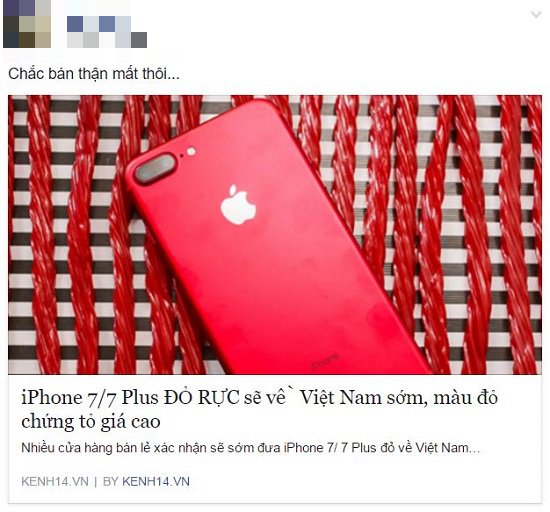 Chắc bán thận mất thôi...
iPhone
iPhone 7/7 Plus ĐỎ RỰC sẽ về Việt Nam sớm, màu đỏ
chứng tỏ giá cao
Nhiều cửa hàng bán lẻ xác nhận sẽ sớm đưa iPhone 7/ 7 Plus đỏ về Việt Nam...
KENH14.VN | BY KENH14.VN